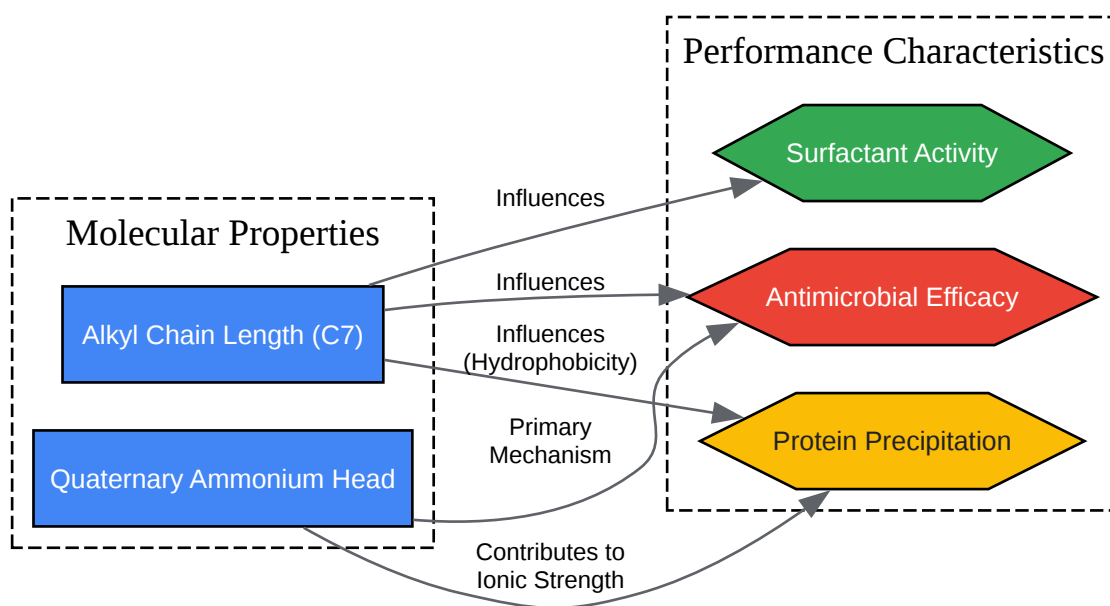 Performance Characteristics
Surfactant Activity
Influences
Molecular Properties
Influences
Antimicrobial Efficacy
Alkyl Chain Length (C7)
Influences
(Hydrophobicity)
Primary
Mechanism
Protein Precipitation
Quaternary Ammonium Head
Contributes to
Ionic Strength